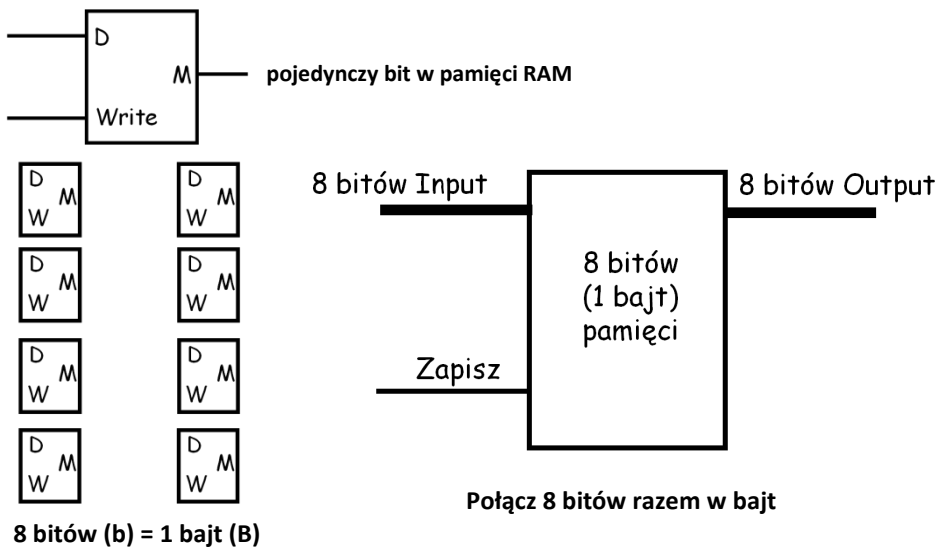 D
M
Write
pojedynczy bit w pamięci RAM
D
M
W
D
M
W
D
M
W
D
M
W
D
M
W
D
M
W
D
M
W
D
M
W
8 bitów (b) = 1 bajt (B)
8 bitów Input
8 bitów Output
8 bitów
(1 bajt)
pamięci
Zapisz
Połącz 8 bitów razem w bajt